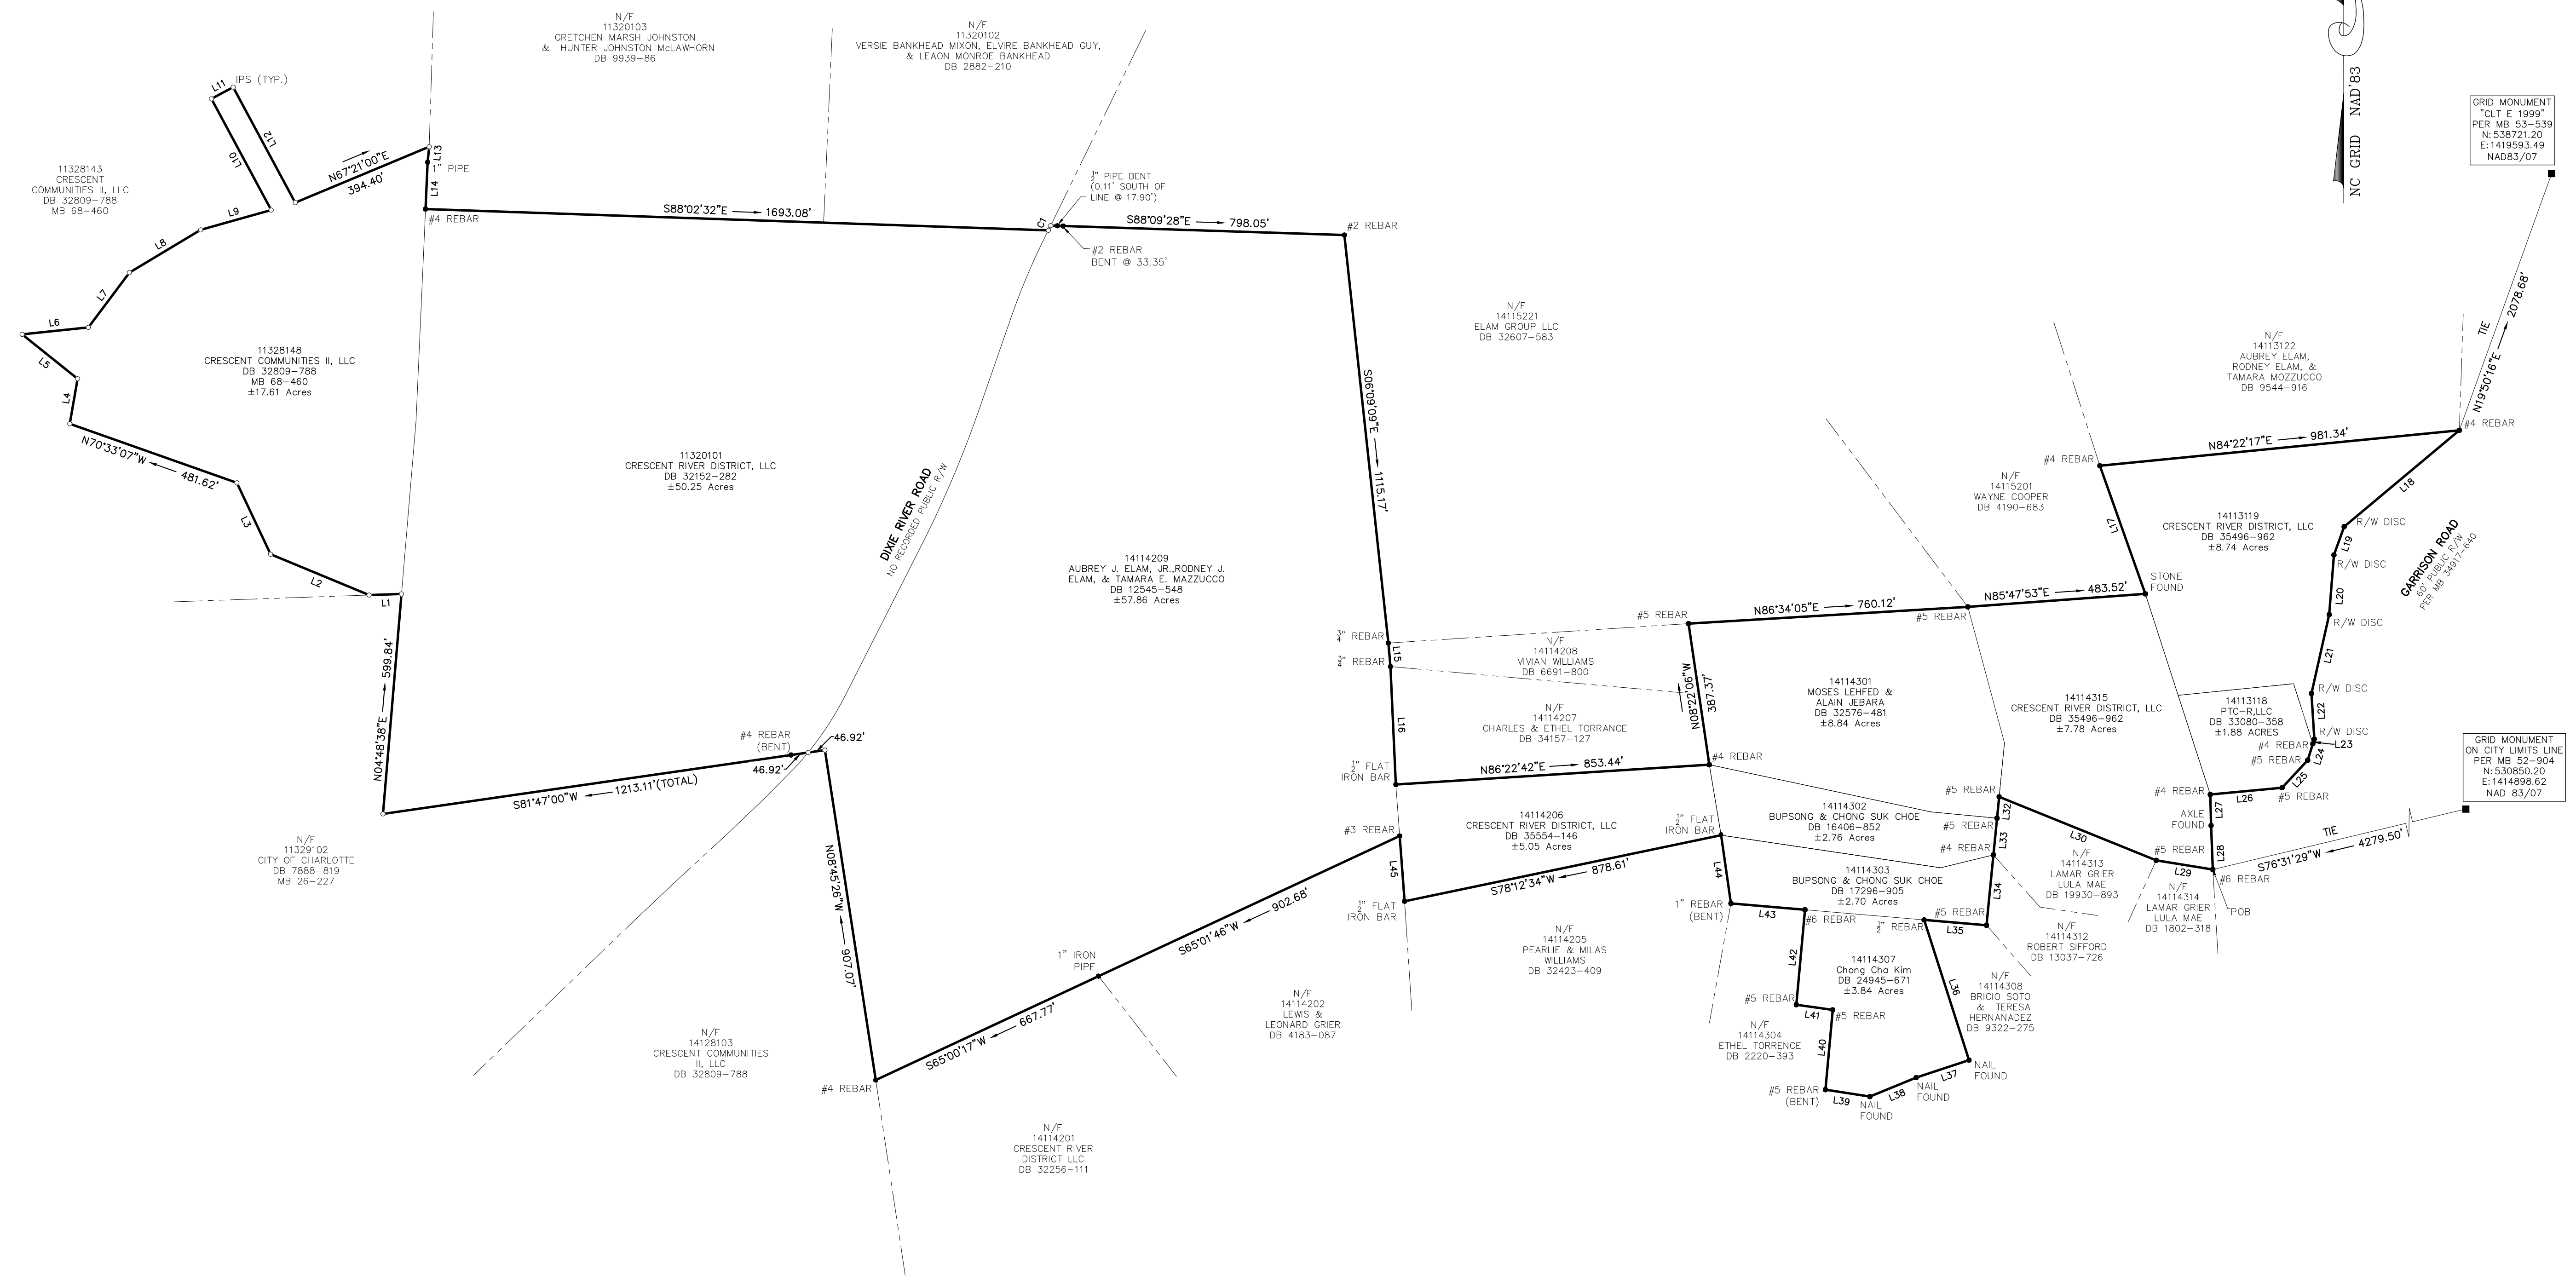 N/F
11320103
GRETCHEN MARSH JOHNSTON
& HUNTER JOHNSTON McLAWHORN
DB 9939-86
N/F
11320102
VERSIE BANKHEAD MIXON, ELVIRE BANKHEAD GUY,
& LEAON MONROE BANKHEAD
DB 2882-210
NC GRID NAD'83
GRID MONUMENT
"CLT E 1999"
PER MB 53-539
N: 538721.20
E:1419593.49
NAD83/07
L11
IPS (TYP.)
L12
L10
N67°21'00"E
394.40'
L13
1" PIPE
L14
#4 REBAR
11328143
CRESCENT
COMMUNITIES II, LLC
DB 32809-788
MB 68-460
L9
L8
L7
L6
L5
L4
N70°33'07"W
481.62'
L3
L2
L1
11328148
CRESCENT COMMUNITIES II, LLC
DB 32809-788
MB 68-460
±17.61 Acres
S88°02'32"E
1693.08'
C1
½" PIPE BENT
(0.11' SOUTH OF
LINE @ 17.90')
S88°09'28"E
798.05'
#2 REBAR
#2 REBAR
BENT @ 33.35'
N/F
14115221
ELAM GROUP LLC
DB 32607-583
S06°09'09"E
1115.17'
11320101
CRESCENT RIVER DISTRICT, LLC
DB 32152-282
±50.25 Acres
DIXIE RIVER ROAD
NO RECORDED PUBLIC R/W
14114209
AUBREY J. ELAM, JR.,RODNEY J.
ELAM, & TAMARA E. MAZZUCCO
DB 12545-548
±57.86 Acres
N/F
14113122
AUBREY ELAM,
RODNEY ELAM, &
TAMARA MOZZUCCO
DB 9544-916
TIE
N19°50'16"E
2078.68'
#4 REBAR
N84°22'17"E
981.34'
#4 REBAR
L17
L18
N/F
14115201
WAYNE COOPER
DB 4190-683
14113119
CRESCENT RIVER DISTRICT, LLC
DB 35496-962
±8.74 Acres
R/W DISC
L19
R/W DISC
L20
R/W DISC
L21
R/W DISC
L22
R/W DISC
GARRISON ROAD
60' PUBLIC R/W
PER MB 34917-640
STONE
FOUND
#5 REBAR
N86°34'05"E
760.12'
#5 REBAR
N85°47'53"E
483.52'
¾" REBAR
L15
¾" REBAR
L16
N/F
14114208
VIVIAN WILLIAMS
DB 6691-800
N/F
14114207
CHARLES & ETHEL TORRANCE
DB 34157-127
N08°22'06"W
387.37'
14114301
MOSES LEHFED &
ALAIN JEBARA
DB 32576-481
±8.84 Acres
14114315
CRESCENT RIVER DISTRICT, LLC
DB 35496-962
±7.78 Acres
14113118
PTC-R,LLC
DB 33080-358
±1.88 ACRES
#4 REBAR
L23
L24
#5 REBAR
L25
#5 REBAR
L26
#4 REBAR
L27
AXLE
FOUND
L28
#5 REBAR
L29
#6 REBAR
POB
GRID MONUMENT
ON CITY LIMITS LINE
PER MB 52-904
N: 530850.20
E:1414898.62
NAD 83/07
TIE
S76°31'29"W
4279.50'
N04°48'38"E
599.84'
#4 REBAR
(BENT)
46.92'
46.92'
S81°47'00"W
1213.11'(TOTAL)
N/F
11329102
CITY OF CHARLOTTE
DB 7888-819
MB 26-227
N08°45'26"W
907.07'
½" FLAT
IRON BAR
N86°22'42"E
853.44'
#4 REBAR
#3 REBAR
14114206
CRESCENT RIVER DISTRICT, LLC
DB 35554-146
±5.05 Acres
½" FLAT
IRON BAR
L45
½" FLAT
IRON BAR
S78°12'34"W
878.61'
14114302
BUPSONG & CHONG SUK CHOE
DB 16406-852
±2.76 Acres
#5 REBAR
L32
#5 REBAR
L33
#4 REBAR
L30
L34
14114303
BUPSONG & CHONG SUK CHOE
DB 17296-905
±2.70 Acres
L44
1" REBAR
(BENT)
L43
#6 REBAR
½" REBAR
#5 REBAR
L35
N/F
14114313
LAMAR GRIER
LULA MAE
DB 19930-893
N/F
14114314
LAMAR GRIER
LULA MAE
DB 1802-318
N/F
14114312
ROBERT SIFFORD
DB 13037-726
S65°01'46"W
902.68'
1" IRON
PIPE
S65°00'17"W
667.77'
#4 REBAR
N/F
14128103
CRESCENT COMMUNITIES
II, LLC
DB 32809-788
N/F
14114202
LEWIS &
LEONARD GRIER
DB 4183-087
N/F
14114205
PEARLIE & MILAS
WILLIAMS
DB 32423-409
N/F
14114201
CRESCENT RIVER
DISTRICT LLC
DB 32256-111
L42
#5 REBAR
L41
#5 REBAR
14114307
Chong Cha Kim
DB 24945-671
±3.84 Acres
L36
N/F
14114308
BRICIO SOTO
& TERESA
HERNANADEZ
DB 9322-275
N/F
14114304
ETHEL TORRENCE
DB 2220-393
L40
#5 REBAR
(BENT)
L39
NAIL
FOUND
L38
NAIL
FOUND
L37
NAIL
FOUND